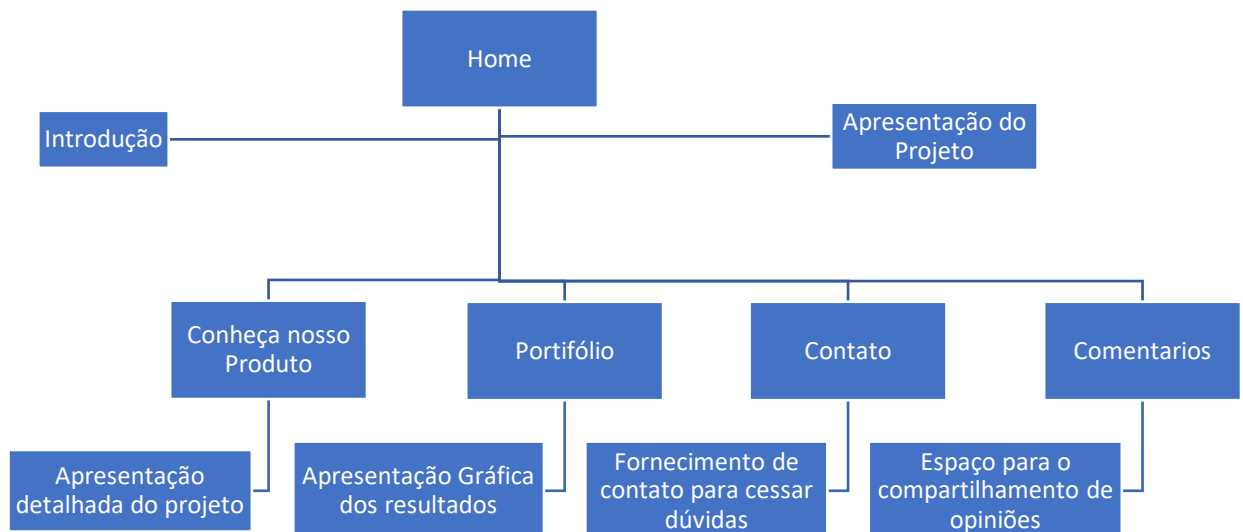 Home
Introdução
Apresentação do
Projeto
Conheça nosso
Produto
Portifólio
Contato
Comentarios
Apresentação
detalhada do projeto
Apresentação Gráfica
dos resultados
Fornecimento de
contato para cessar
dúvidas
Espaço para o
compartilhamento de
opiniões